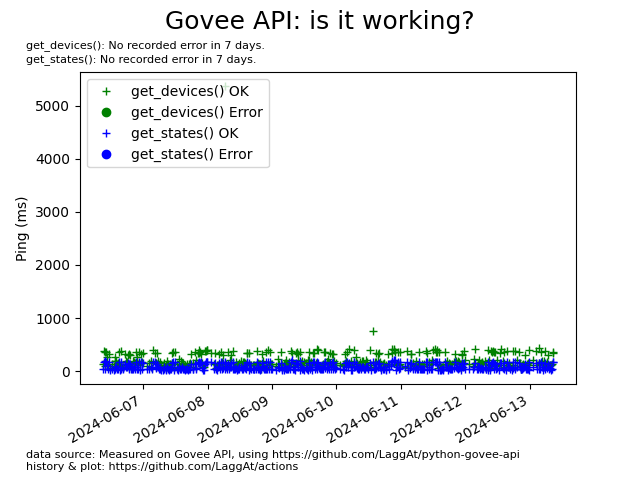 Govee API: is it working?
get_devices(): No recorded error in 7 days.
get_states(): No recorded error in 7 days.
get_devices() OK
get_devices() Error
get_states() OK
get_states() Error
Ping (ms)
5000
4000
3000
2000
1000
0
2024-06-07
2024-06-08
2024-06-09
2024-06-10
2024-06-11
2024-06-12
2024-06-13
data source: Measured on Govee API, using https://github.com/LaggAt/python-govee-api
history & plot: https://github.com/LaggAt/actions